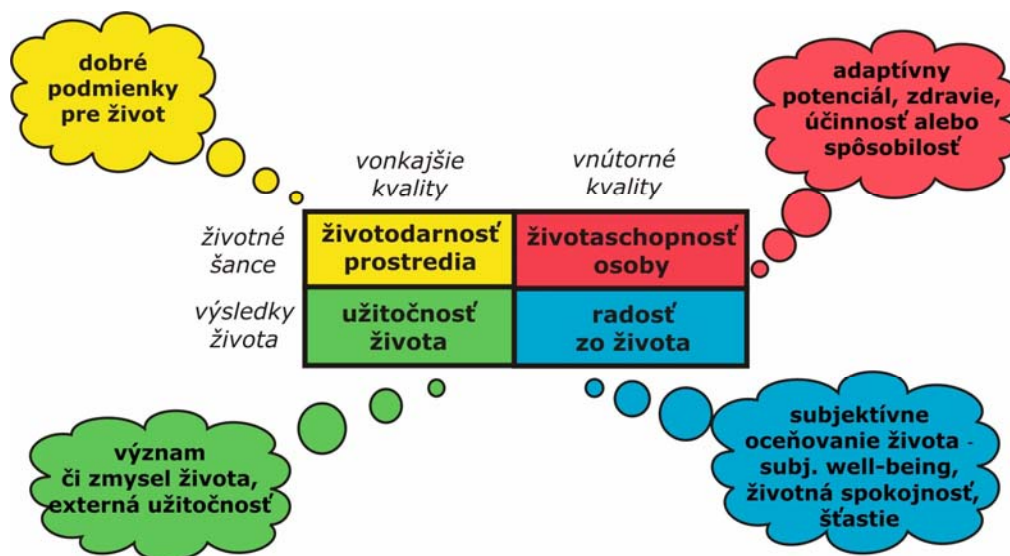 dobré
podmienky
pre život
adaptívny
potenciál, zdravie,
účinnosť alebo
spôsobilosť
vonkajšie
kvality
vnútorné
kvality
životné
šance
životodarnosť
prostredia
životaschopnosť
osoby
výsledky
života
užitočnosť
života
radosť
zo života
význam
či zmysel života,
externá užitočnosť
subjektívne
oceňovanie života -
subj. well-being,
životná spokojnosť,
šťastie